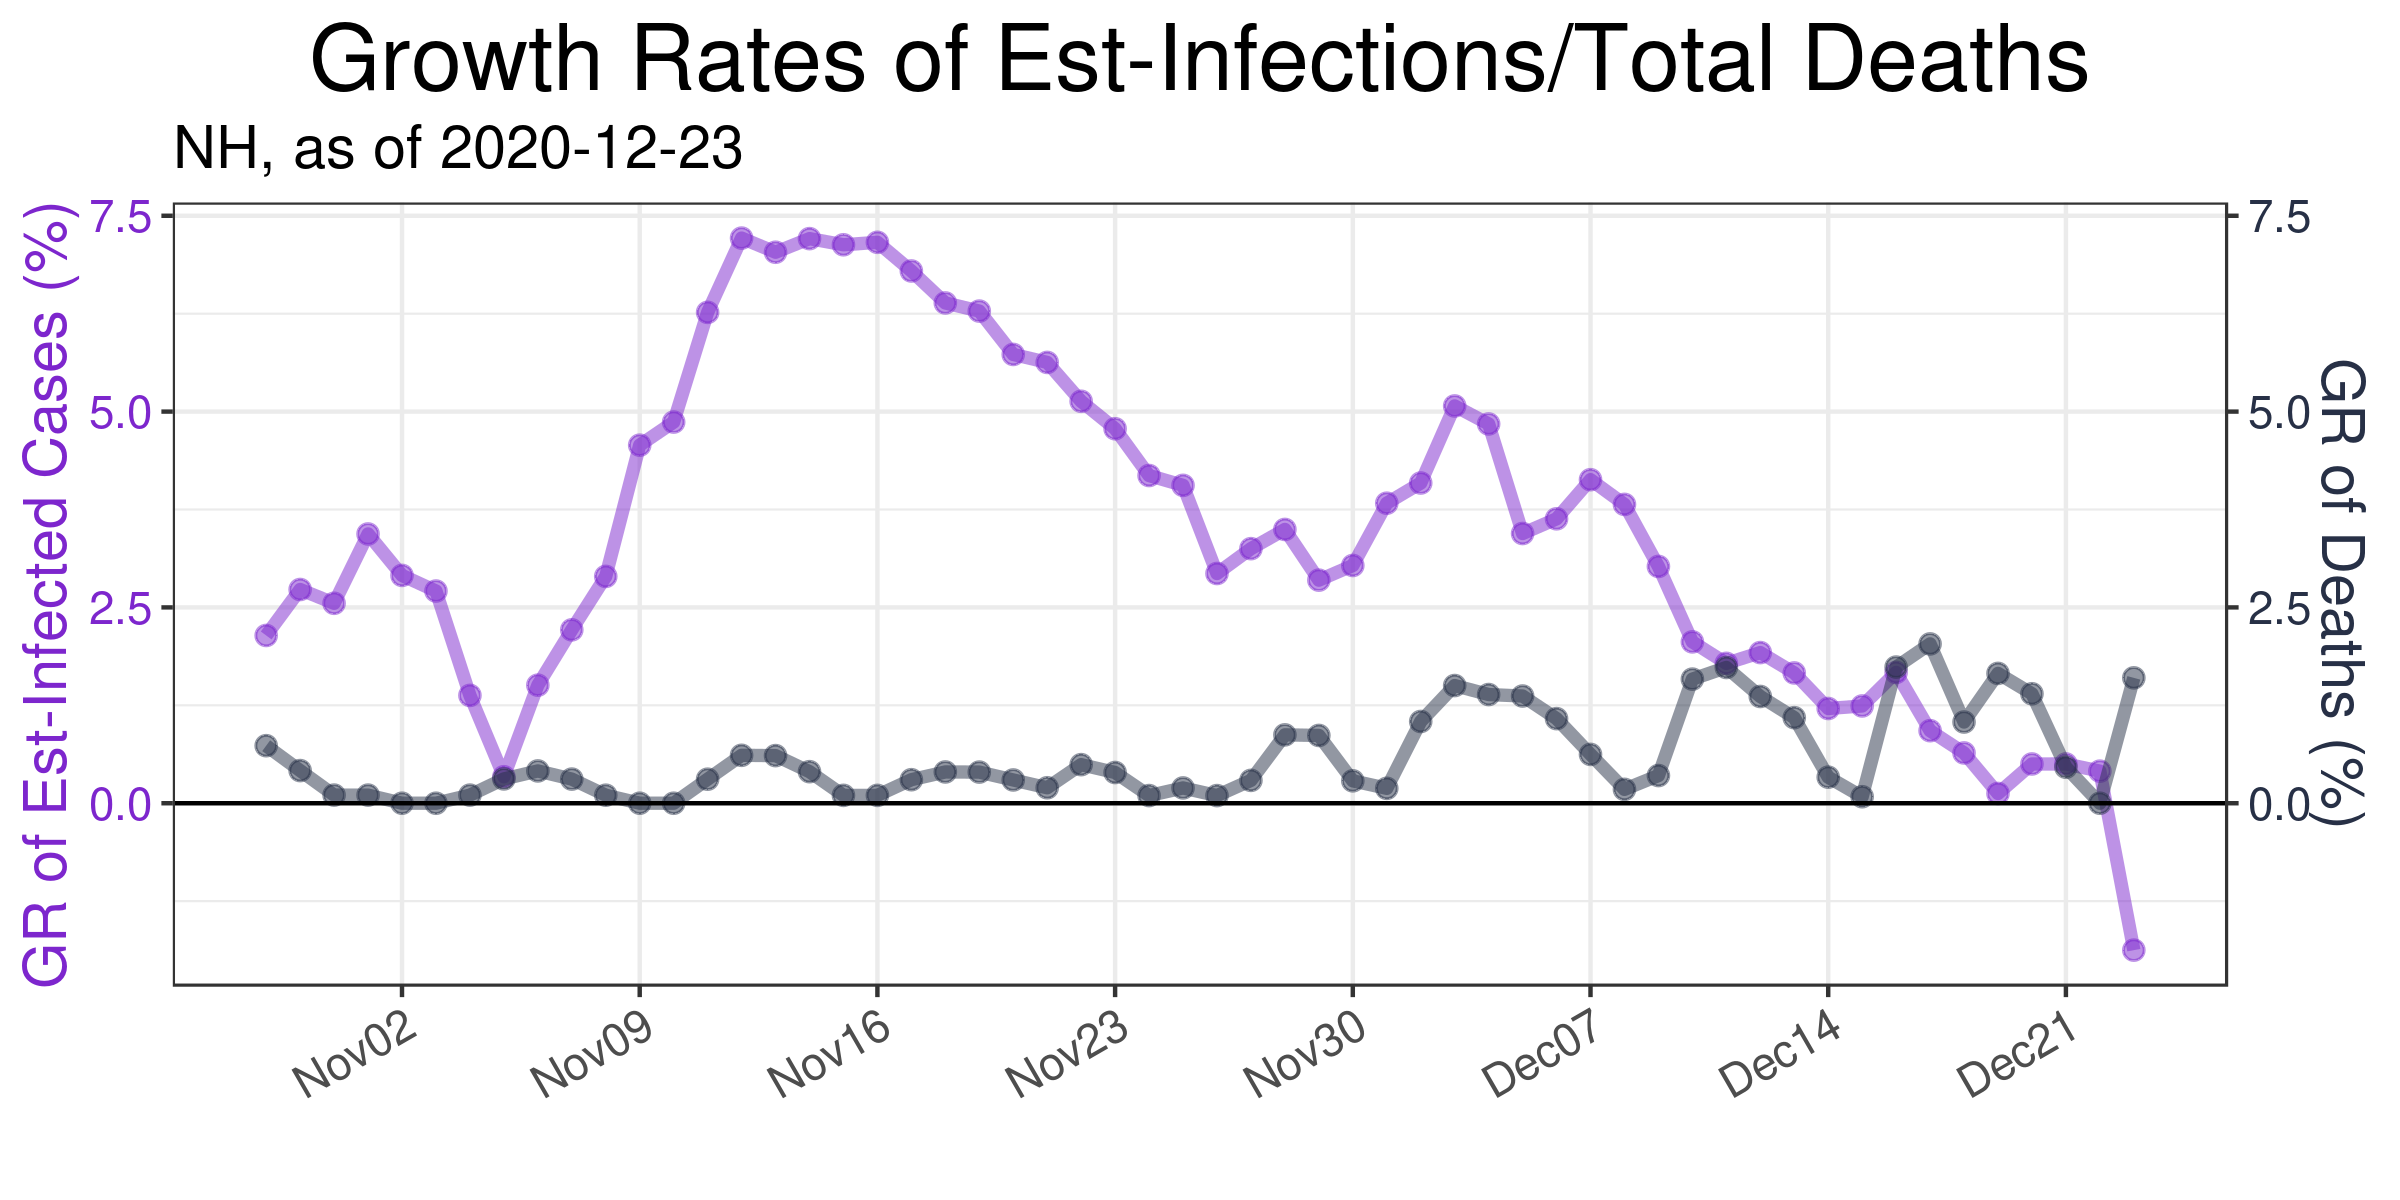 Growth Rates of Est-Infections/Total Deaths
NH, as of 2020-12-23
GR of Est-Infected Cases (%)
7.5
5.0
2.5
0.0
7.5
5.0
2.5
0.0
GR of Deaths (%)
Nov02
Nov09
Nov16
Nov23
Nov30
Dec07
Dec14
Dec21